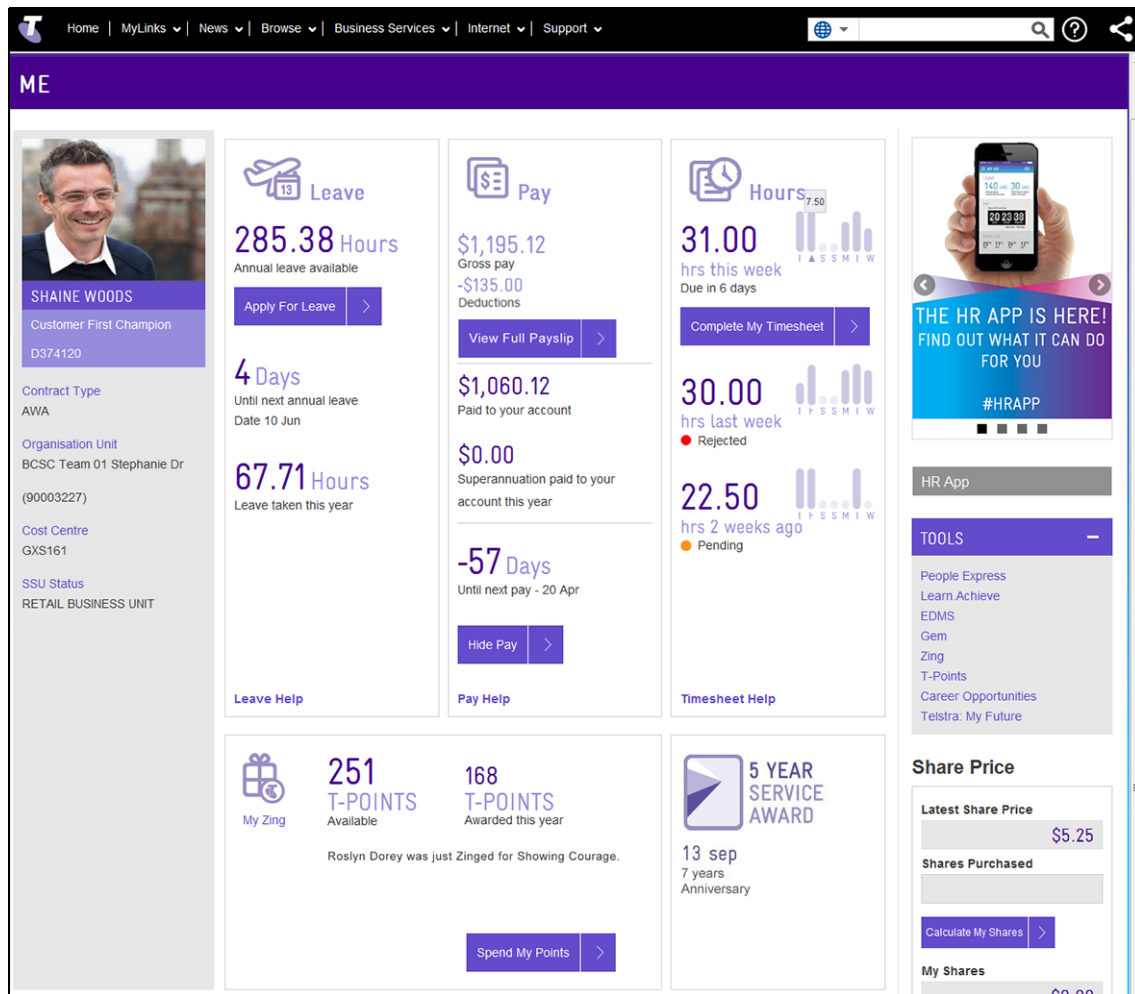 Home | MyLinks | News | Browse | Business Services | Internet | Support
ME
SHAINE WOODS
Customer First Champion
D374120
Contract Type
AWA
Organisation Unit
BCSC Team 01 Stephanie Dr
(90003227)
Cost Centre
GXS161
SSU Status
RETAIL BUSINESS UNIT
13
Leave
285.38 Hours
Annual leave available
Apply For Leave
4 Days
Until next annual leave
Date 10 Jun
67.71 Hours
Leave taken this year
Leave Help
Pay
$1,195.12
Gross pay
-$135.00
Deductions
View Full Payslip
$1,060.12
Paid to your account
$0.00
Superannuation paid to your
account this year
-57 Days
Until next pay - 20 Apr
Hide Pay
Pay Help
Hours
7.50
31.00
hrs this week
Due in 6 days
Complete My Timesheet
30.00
hrs last week
Rejected
22.50
hrs 2 weeks ago
Pending
Timesheet Help
My Zing
251
T-POINTS
Available
168
T-POINTS
Awarded this year
Roslyn Dorey was just Zinged for Showing Courage.
Spend My Points
5 YEAR
SERVICE
AWARD
13 sep
7 years
Anniversary
140 HRS 30 HRS
20 23 38
THE HR APP IS HERE!
FIND OUT WHAT IT CAN DO
FOR YOU
#HRAPP
HR App
TOOLS
People Express
Learn.Achieve
EDMS
Gem
Zing
T-Points
Career Opportunities
Telstra: My Future
Share Price
Latest Share Price
$5.25
Shares Purchased
Calculate My Shares
My Shares